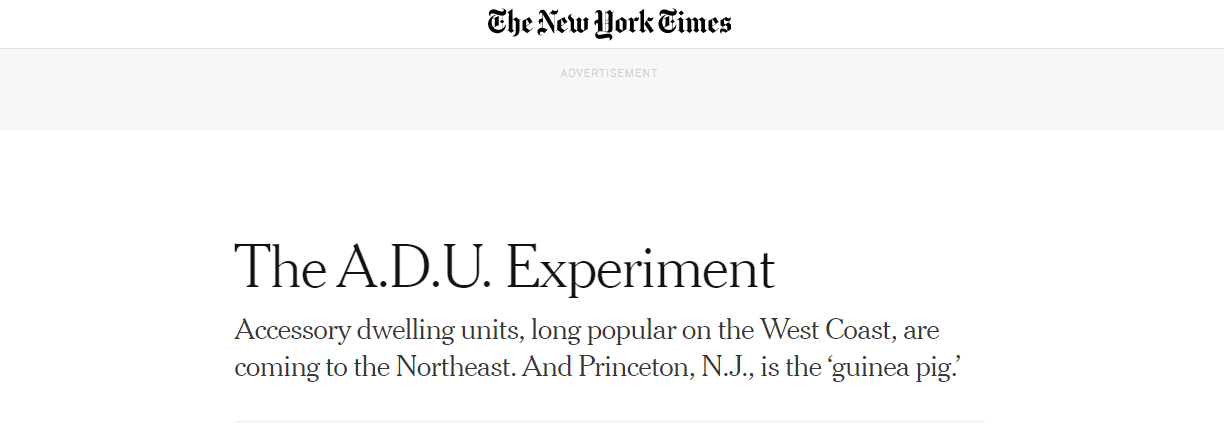 The New York Times
ADVERTISEMENT
The A.D.U. Experiment
Accessory dwelling units, long popular on the West Coast, are
coming to the Northeast. And Princeton, N.J., is the ‘guinea pig.’